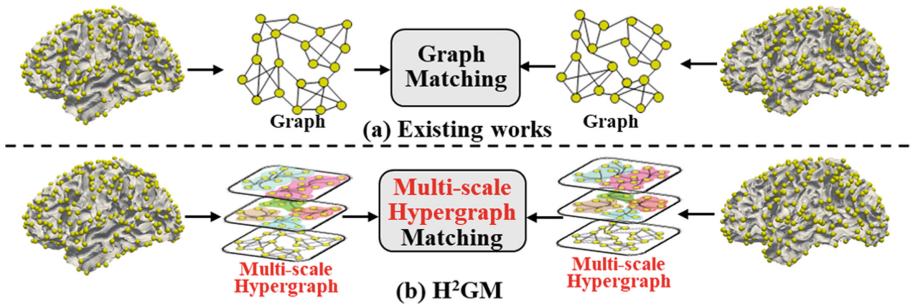 Graph
Matching
Graph
Graph
(a) Existing works
Multi-scale
Hypergraph
Matching
Multi-scale
Hypergraph
Multi-scale
Hypergraph
(b) H²GM